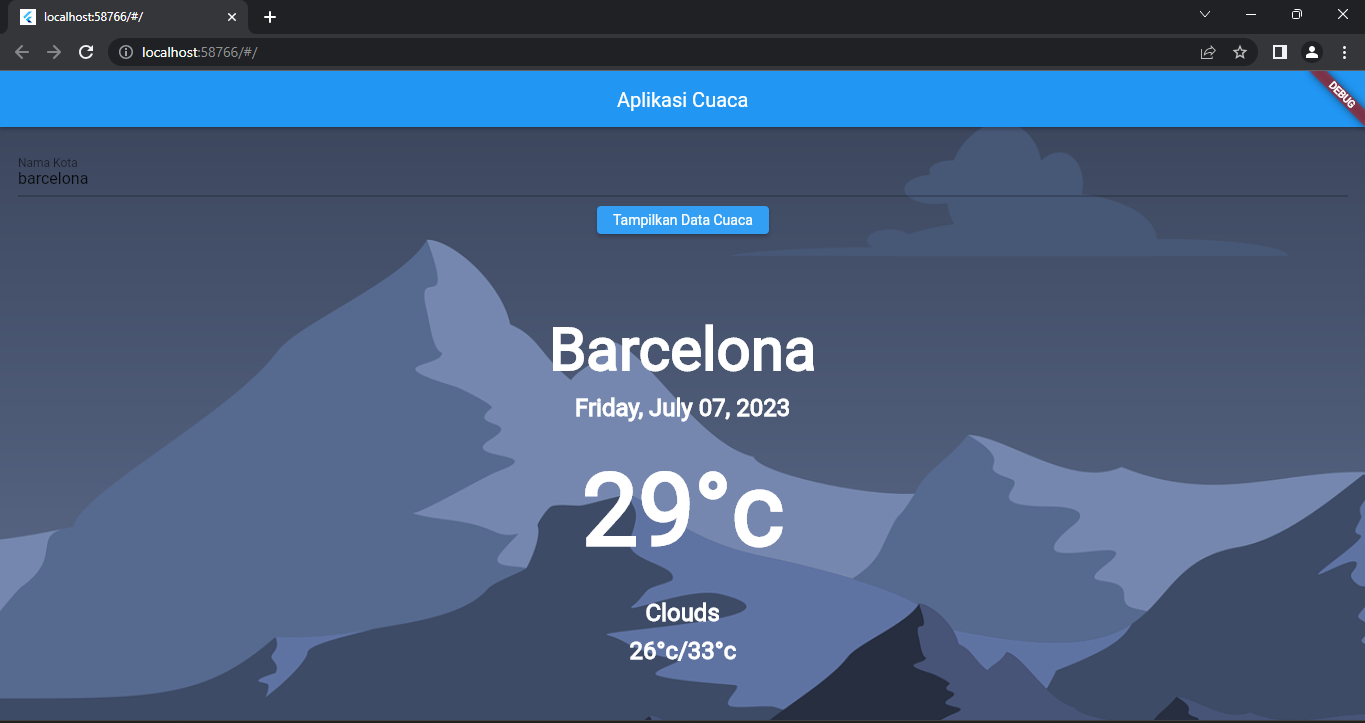 localhost:58766/#/
localhost:58766/#/
Aplikasi Cuaca
DEBUG
Nama Kota
barcelona
Tampilkan Data Cuaca
Barcelona
Friday, July 07, 2023
29°c
Clouds
26°c/33°c